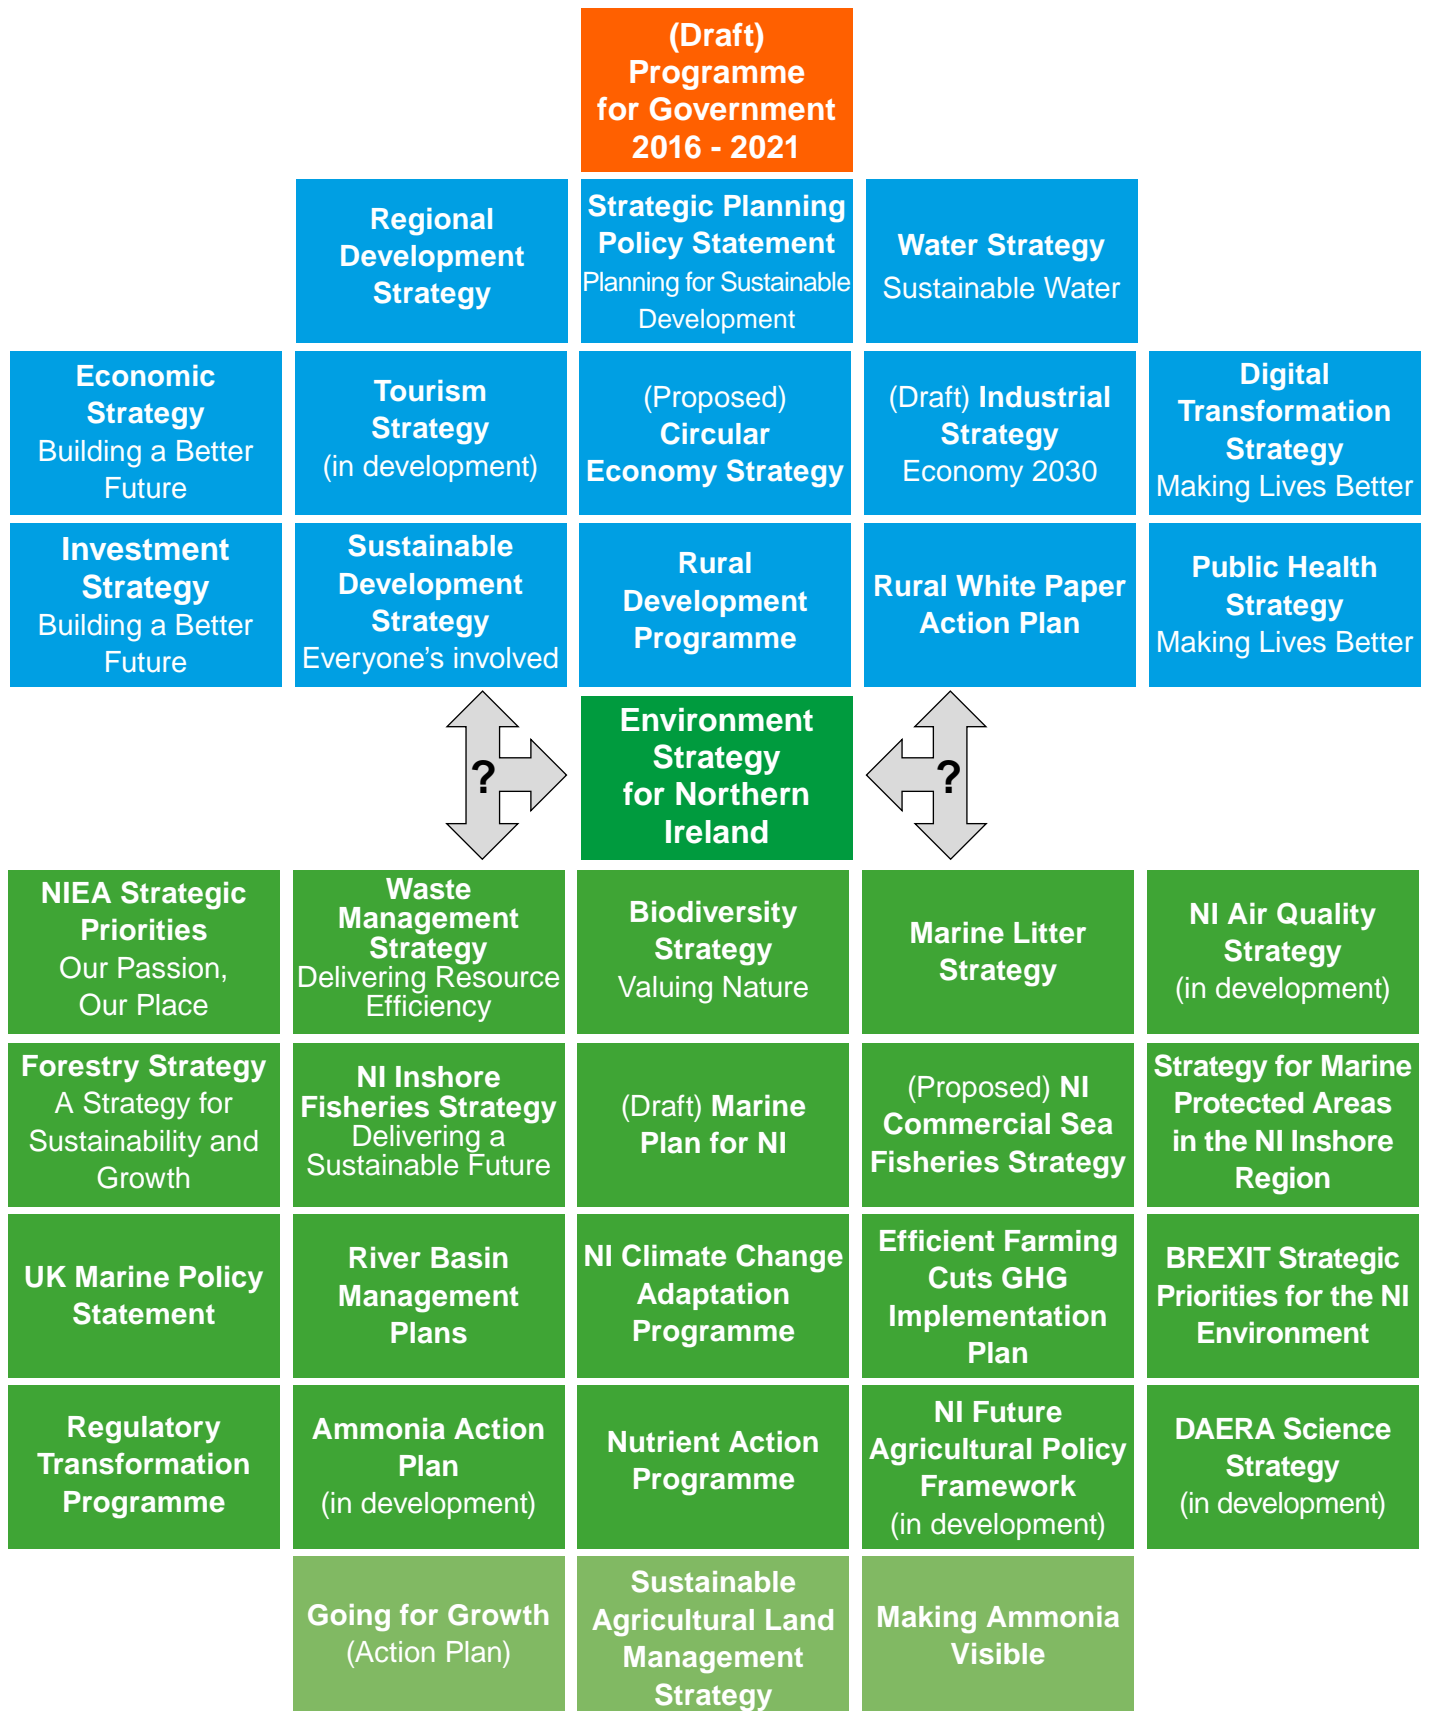 (Draft)
Programme
for Government
2016 - 2021
Regional
Development
Strategy
Strategic Planning
Policy Statement
Planning for Sustainable
Development
Water Strategy
Sustainable Water
Economic
Strategy
Building a Better
Future
Tourism
Strategy
(in development)
(Proposed)
Circular
Economy Strategy
(Draft) Industrial
Strategy
Economy 2030
Digital
Transformation
Strategy
Making Lives Better
Investment
Strategy
Building a Better
Future
Sustainable
Development
Strategy
Everyone’s involved
Rural
Development
Programme
Rural White Paper
Action Plan
Public Health
Strategy
Making Lives Better
?
Environment
Strategy
for Northern
Ireland
?
NIEA Strategic
Priorities
Our Passion,
Our Place
Waste
Management
Strategy
Delivering Resource
Efficiency
Biodiversity
Strategy
Valuing Nature
Marine Litter
Strategy
NI Air Quality
Strategy
(in development)
Forestry Strategy
A Strategy for
Sustainability and
Growth
NI Inshore
Fisheries Strategy
Delivering a
Sustainable Future
(Draft) Marine
Plan for NI
(Proposed) NI
Commercial Sea
Fisheries Strategy
Strategy for Marine
Protected Areas
in the NI Inshore
Region
UK Marine Policy
Statement
River Basin
Management
Plans
NI Climate Change
Adaptation
Programme
Efficient Farming
Cuts GHG
Implementation
Plan
BREXIT Strategic
Priorities for the NI
Environment
Regulatory
Transformation
Programme
Ammonia Action
Plan
(in development)
Nutrient Action
Programme
NI Future
Agricultural Policy
Framework
(in development)
DAERA Science
Strategy
(in development)
Going for Growth
(Action Plan)
Sustainable
Agricultural Land
Management
Strategy
Making Ammonia
Visible